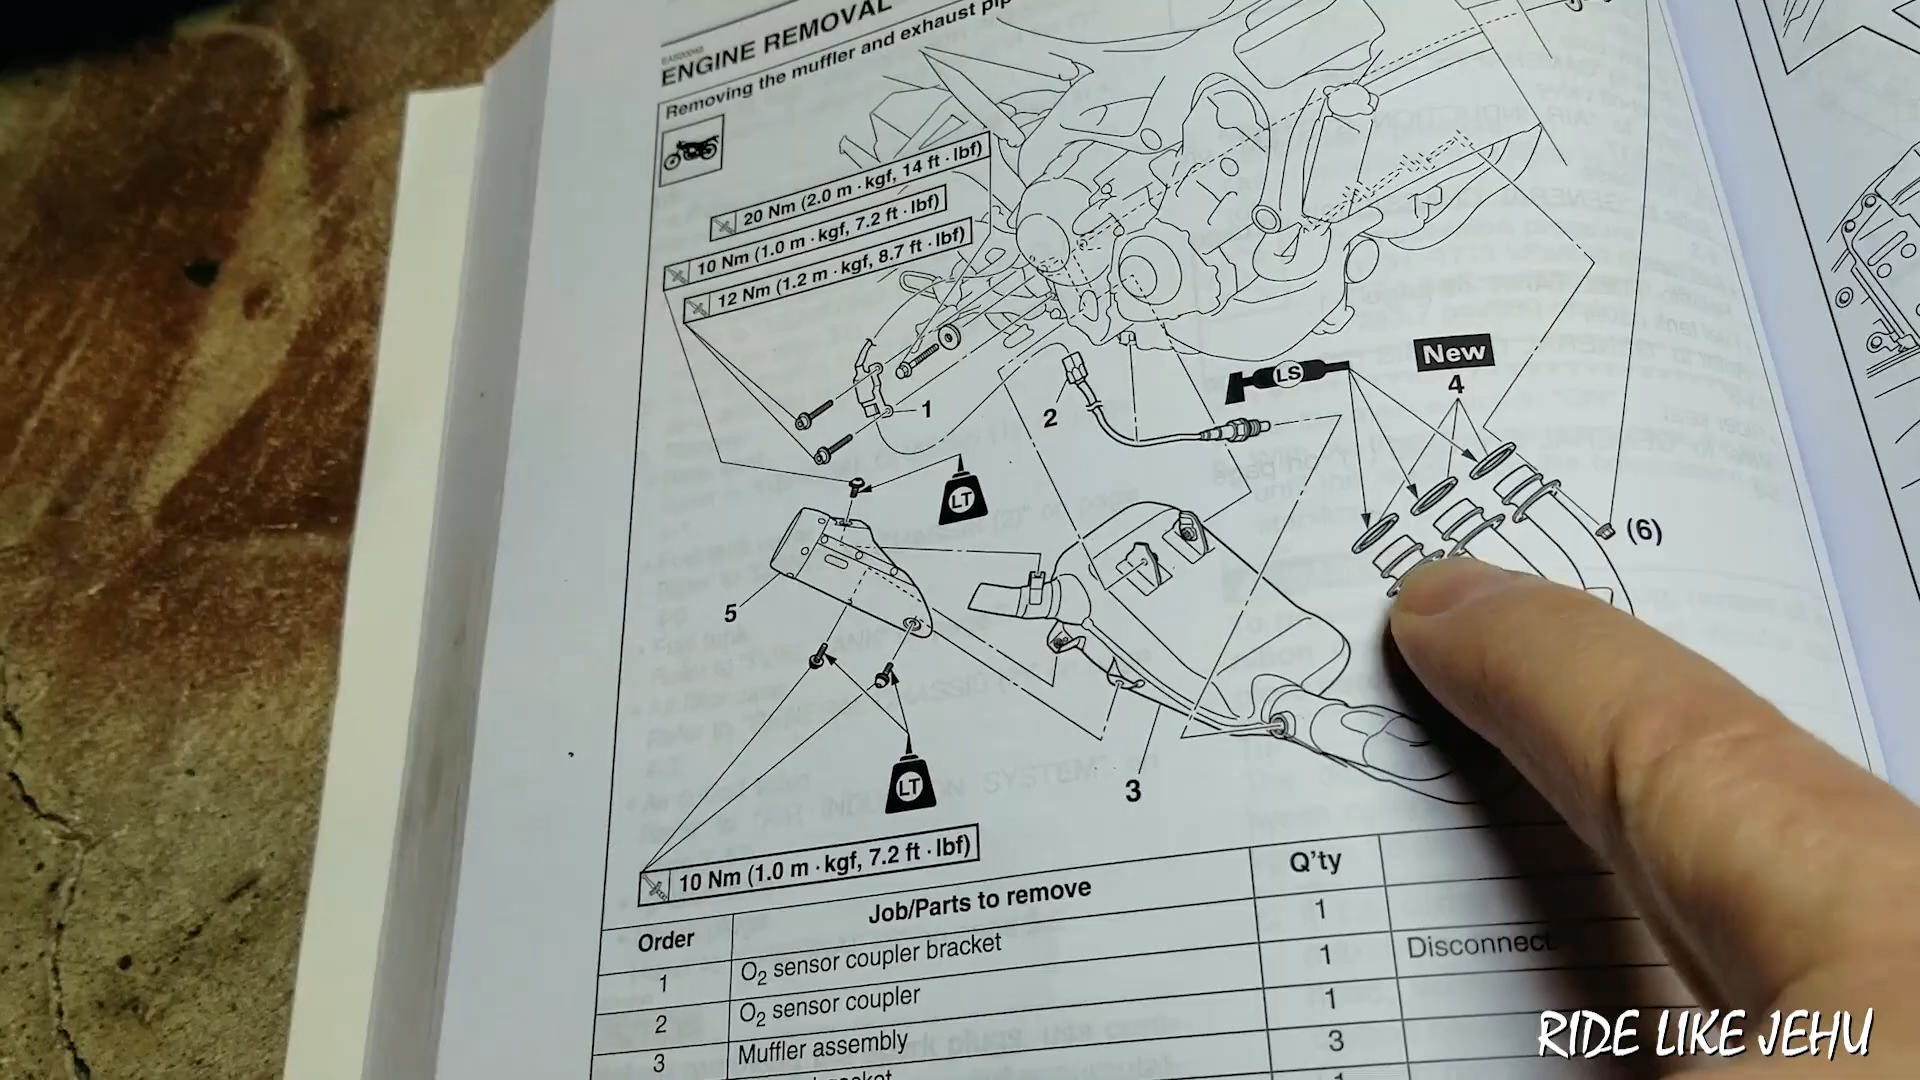 EAS20042
ENGINE REMOVAL
Removing the muffler and exhaust pip
20 Nm (2.0 m · kgf, 14 ft · lbf)
10 Nm (1.0 m · kgf, 7.2 ft · lbf)
12 Nm (1.2 m · kgf, 8.7 ft · lbf)
New
LS
4
1
2
LT
(6)
5
3
LT
10 Nm (1.0 m · kgf, 7.2 ft · lbf)
Order Job/Parts to remove Q'ty
1 O2 sensor coupler bracket 1
2 O2 sensor coupler 1 Disconnect.
3 Muffler assembly 1
3
1
RIDE LIKE JEHU